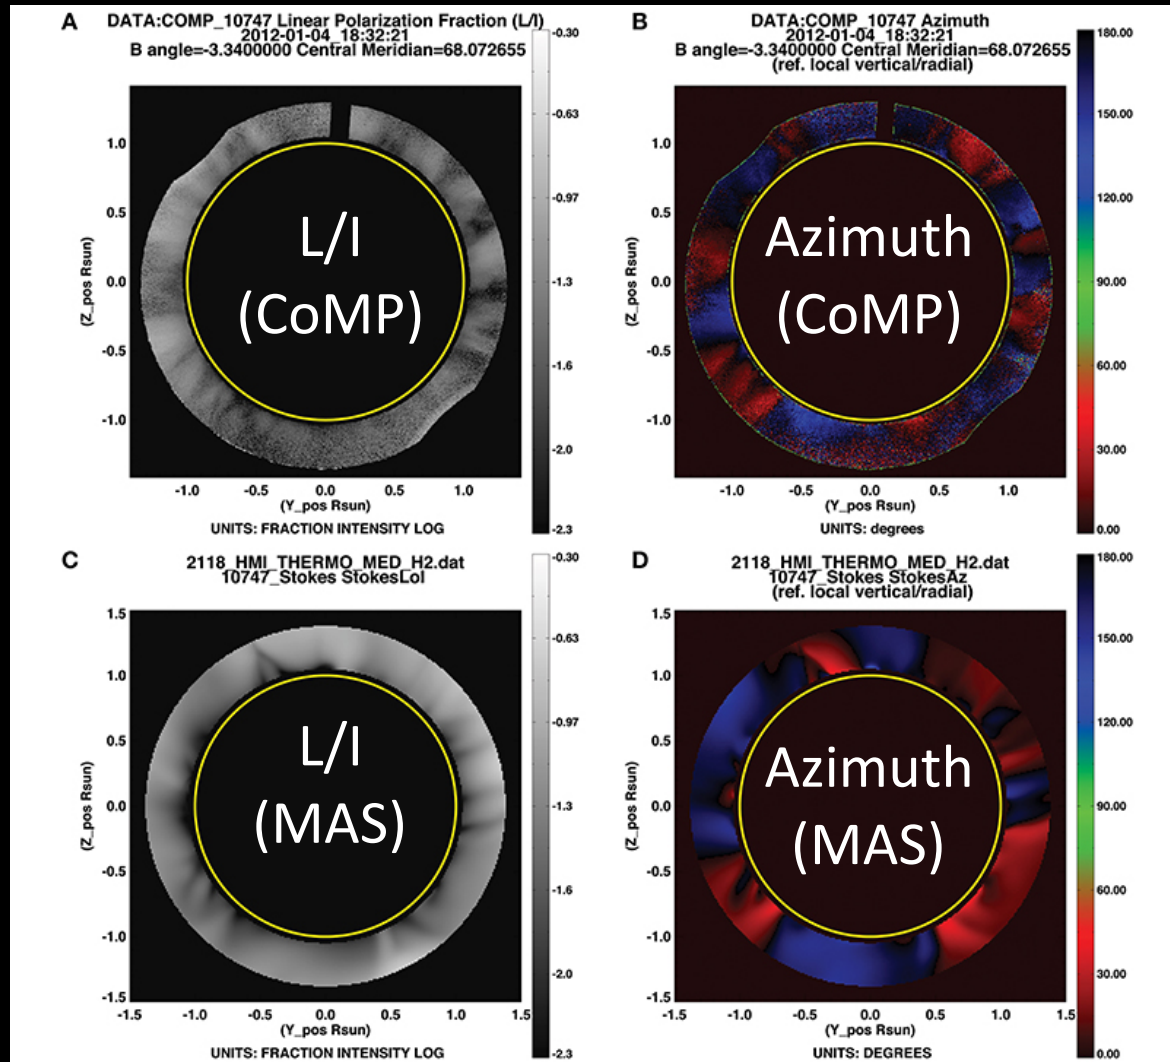 A
DATA:COMP_10747 Linear Polarization Fraction (L/I)
2012-01-04_18:32:21
B angle=-3.3400000 Central Meridian=68.072655
-0.30
-0.63
-0.97
-1.3
-1.6
-2.0
-2.3
1.0
0.5
0.0
-0.5
-1.0
(Z_pos Rsun)
L/I
(CoMP)
-1.0
-0.5
0.0
0.5
1.0
(Y_pos Rsun)
UNITS: FRACTION INTENSITY LOG
B
DATA:COMP_10747 Azimuth
2012-01-04_18:32:21
B angle=-3.3400000 Central Meridian=68.072655
(ref. local vertical/radial)
180.00
150.00
120.00
90.00
60.00
30.00
0.00
1.0
0.5
0.0
-0.5
-1.0
(Z_pos Rsun)
Azimuth
(CoMP)
-1.0
-0.5
0.0
0.5
1.0
(Y_pos Rsun)
UNITS: degrees
C
2118_HMI_THERMO_MED_H2.dat
10747_Stokes StokesLoI
-0.30
-0.63
-0.97
-1.3
-1.6
-2.0
-2.3
1.5
1.0
0.5
0.0
-0.5
-1.0
-1.5
(Z_pos Rsun)
L/I
(MAS)
-1.5
-1.0
-0.5
0.0
0.5
1.0
1.5
(Y_pos Rsun)
UNITS: FRACTION INTENSITY LOG
D
2118_HMI_THERMO_MED_H2.dat
10747_Stokes StokesAz
(ref. local vertical/radial)
180.00
150.00
120.00
90.00
60.00
30.00
0.00
1.5
1.0
0.5
0.0
-0.5
-1.0
-1.5
(Z_pos Rsun)
Azimuth
(MAS)
-1.5
-1.0
-0.5
0.0
0.5
1.0
1.5
(Y_pos Rsun)
UNITS: DEGREES